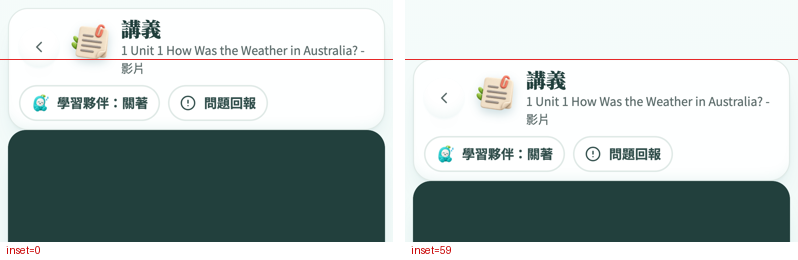 講義
1 Unit 1 How Was the Weather in Australia? -
影片
學習夥伴：關著
問題回報
inset=0
講義
1 Unit 1 How Was the Weather in Australia? -
影片
學習夥伴：關著
問題回報
inset=59